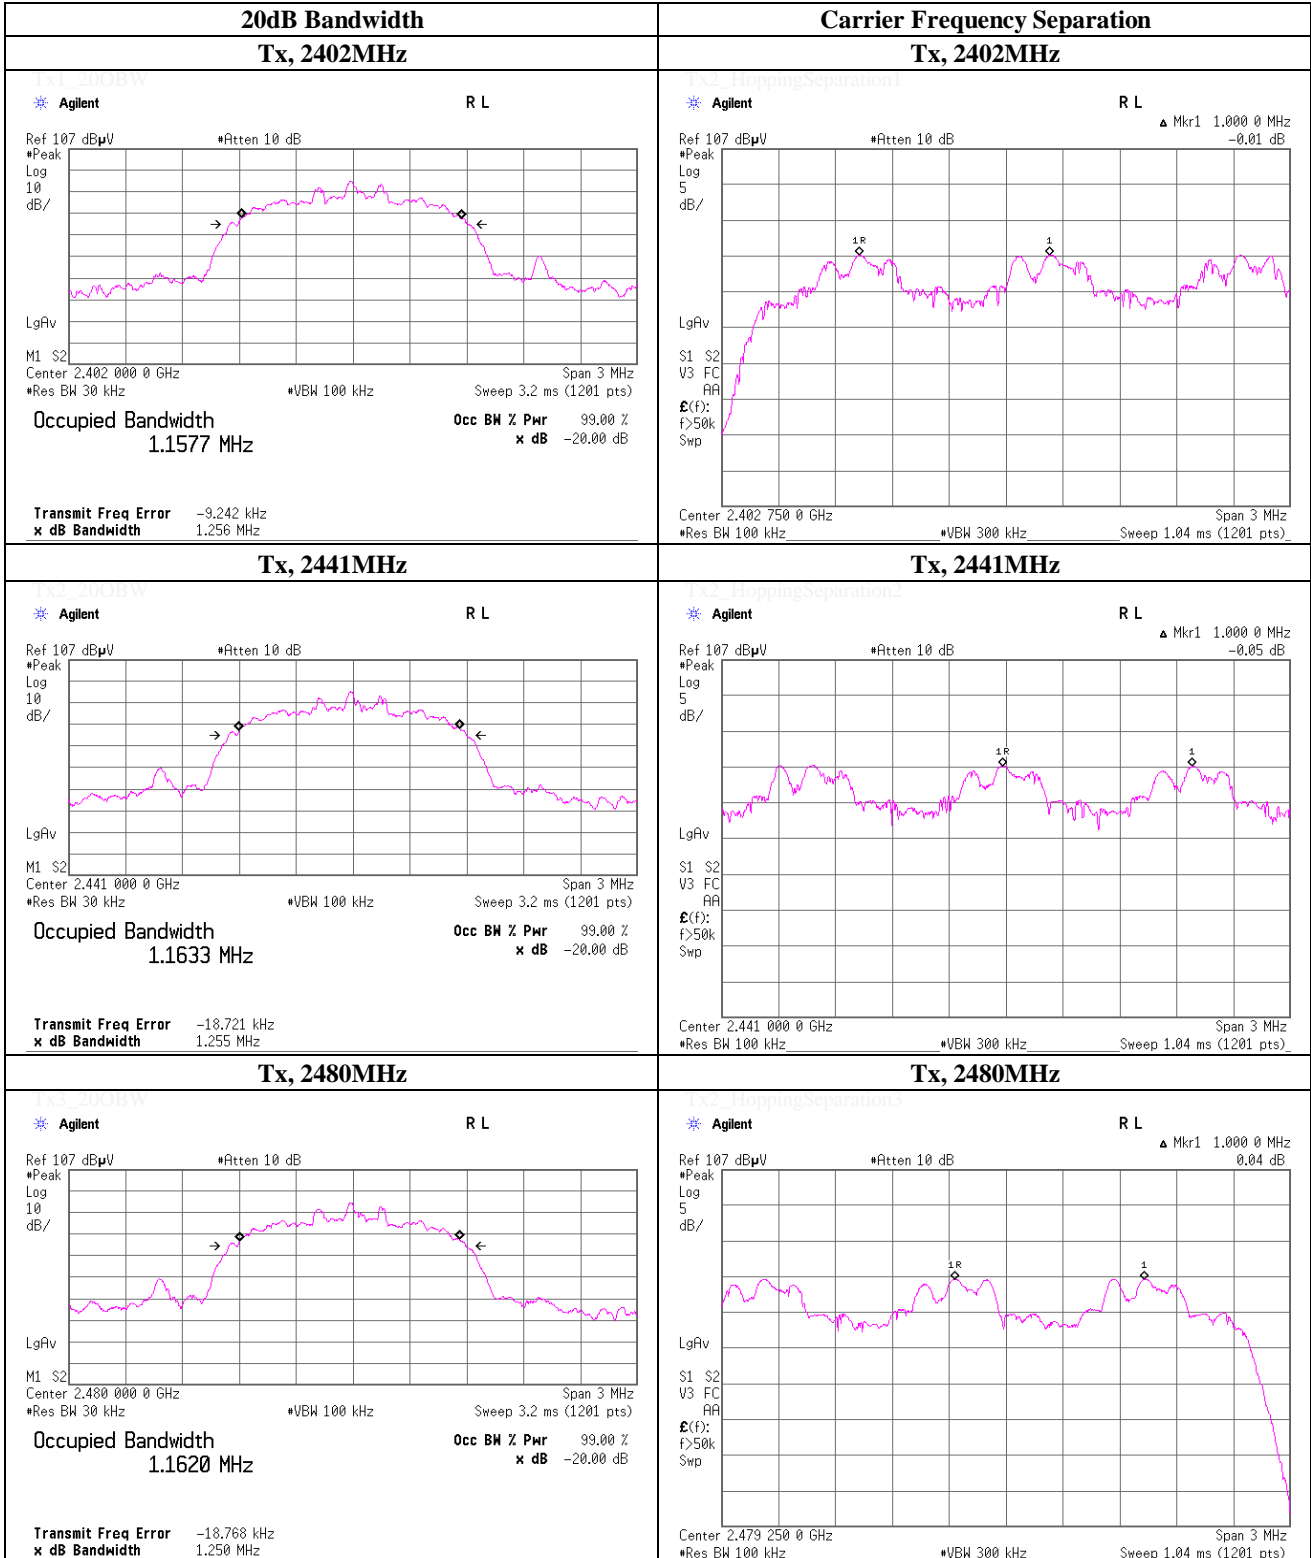 20dB Bandwidth
Carrier Frequency Separation
Tx, 2402MHz
Tx, 2402MHz
Tx1_20OBW
Agilent
R L
Ref 107 dBµV
#Atten 10 dB
#Peak
Log
10
dB/
LgAv
M1 S2
Center 2.402 000 0 GHz
Span 3 MHz
#Res BW 30 kHz
#VBW 100 kHz
Sweep 3.2 ms (1201 pts)
Occupied Bandwidth
1.1577 MHz
Occ BW % Pwr 99.00 %
x dB -20.00 dB
Transmit Freq Error -9.242 kHz
x dB Bandwidth 1.256 MHz
Tx2_HoppingSeparation1
Agilent
R L
Δ Mkr1 1.000 0 MHz
Ref 107 dBµV
#Atten 10 dB
-0.01 dB
#Peak
Log
5
dB/
1R
1
LgAv
S1 S2
V3 FC
AA
£(f):
f>50k
Swp
Center 2.402 750 0 GHz
Span 3 MHz
#Res BW 100 kHz
#VBW 300 kHz
Sweep 1.04 ms (1201 pts)
Tx, 2441MHz
Tx, 2441MHz
Tx2_20OBW
Agilent
R L
Ref 107 dBµV
#Atten 10 dB
#Peak
Log
10
dB/
LgAv
M1 S2
Center 2.441 000 0 GHz
Span 3 MHz
#Res BW 30 kHz
#VBW 100 kHz
Sweep 3.2 ms (1201 pts)
Occupied Bandwidth
1.1633 MHz
Occ BW % Pwr 99.00 %
x dB -20.00 dB
Transmit Freq Error -18.721 kHz
x dB Bandwidth 1.255 MHz
Tx2_HoppingSeparation2
Agilent
R L
Δ Mkr1 1.000 0 MHz
Ref 107 dBµV
#Atten 10 dB
-0.05 dB
#Peak
Log
5
dB/
1R
1
LgAv
S1 S2
V3 FC
AA
£(f):
f>50k
Swp
Center 2.441 000 0 GHz
Span 3 MHz
#Res BW 100 kHz
#VBW 300 kHz
Sweep 1.04 ms (1201 pts)
Tx, 2480MHz
Tx, 2480MHz
Tx3_20OBW
Agilent
R L
Ref 107 dBµV
#Atten 10 dB
#Peak
Log
10
dB/
LgAv
M1 S2
Center 2.480 000 0 GHz
Span 3 MHz
#Res BW 30 kHz
#VBW 100 kHz
Sweep 3.2 ms (1201 pts)
Occupied Bandwidth
1.1620 MHz
Occ BW % Pwr 99.00 %
x dB -20.00 dB
Transmit Freq Error -18.768 kHz
x dB Bandwidth 1.250 MHz
Tx2_HoppingSeparation3
Agilent
R L
Δ Mkr1 1.000 0 MHz
Ref 107 dBµV
#Atten 10 dB
0.04 dB
#Peak
Log
5
dB/
1R
1
LgAv
S1 S2
V3 FC
AA
£(f):
f>50k
Swp
Center 2.479 250 0 GHz
Span 3 MHz
#Res BW 100 kHz
#VBW 300 kHz
Sweep 1.04 ms (1201 pts)